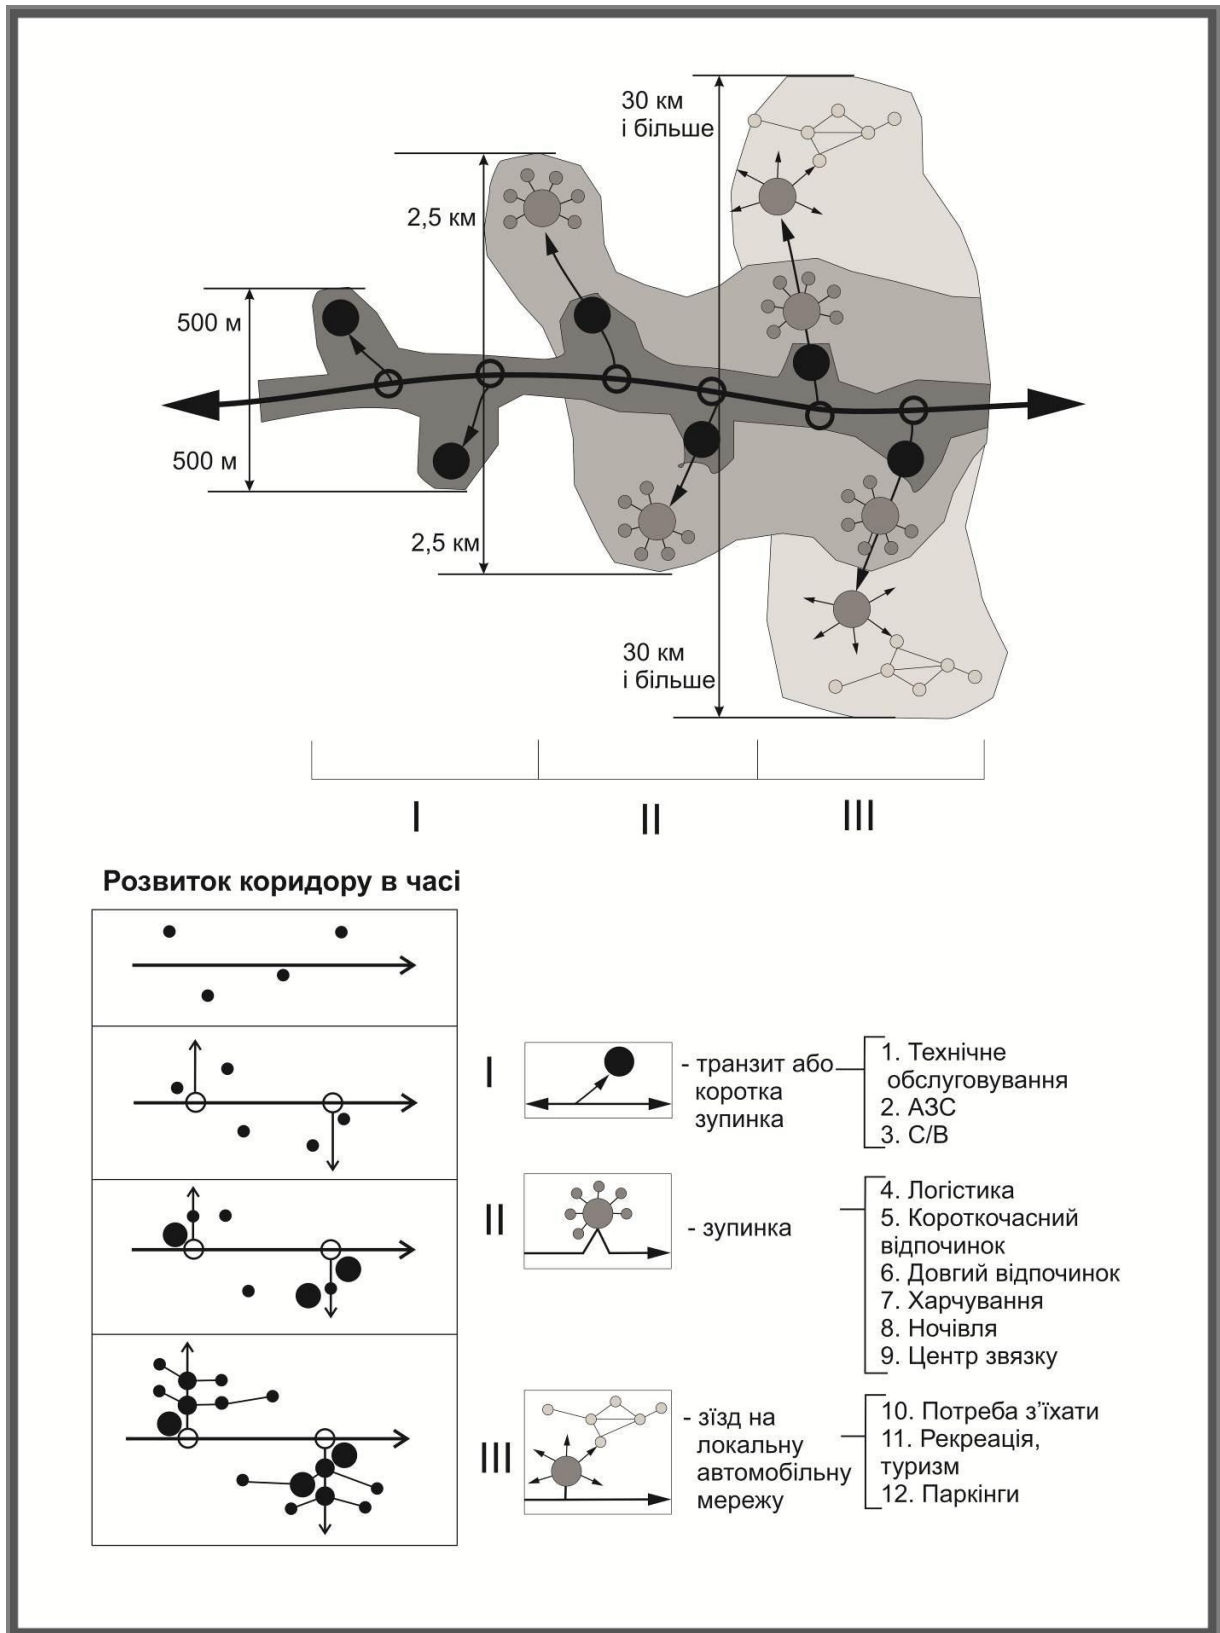 30 км
і більше
2,5 км
500 м
500 м
2,5 км
30 км
і більше
I
II
III
Розвиток коридору в часі
I
- транзит або
коротка
зупинка
1. Технічне
обслуговування
2. АЗС
3. С/В
II
- зупинка
4. Логістика
5. Короткочасний
відпочинок
6. Довгий відпочинок
7. Харчування
8. Ночівля
9. Центр звязку
III
- зїзд на
локальну
автомобільну
мережу
10. Потреба з’їхати
11. Рекреація,
туризм
12. Паркінги